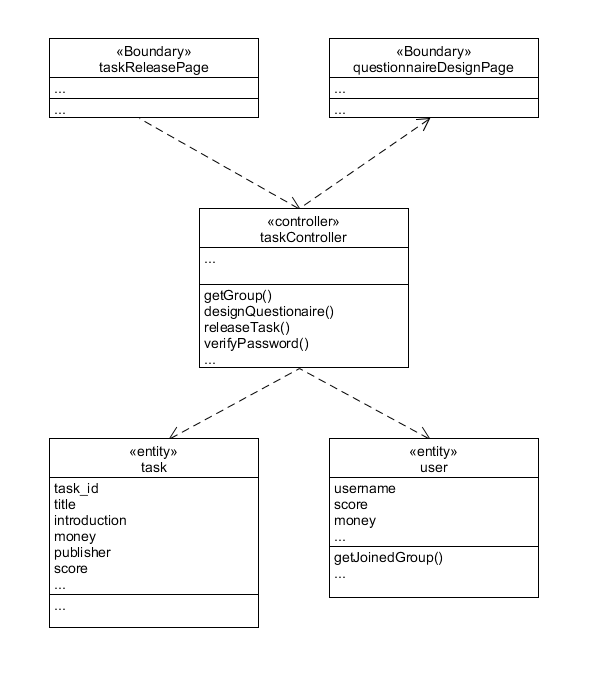 «Boundary»
taskReleasePage
...
...
«Boundary»
questionnaireDesignPage
...
...
«controller»
taskController
...
getGroup()
designQuestionaire()
releaseTask()
verifyPassword()
...
«entity»
task
task_id
title
introduction
money
publisher
score
...
...
«entity»
user
username
score
money
...
getJoinedGroup()
...